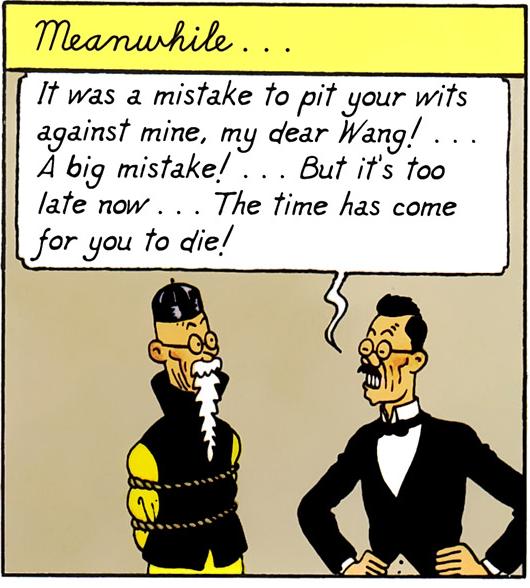 Meanwhile . . .
It was a mistake to pit your wits
against mine, my dear Wang! . . .
A big mistake! . . . But it's too
late now . . . The time has come
for you to die!